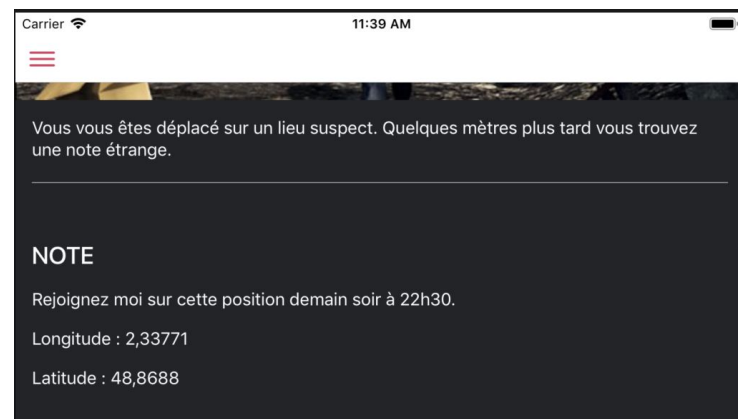 Carrier 11:39 AM
Vous vous êtes déplacé sur un lieu suspect. Quelques mètres plus tard vous trouvez
une note étrange.
NOTE
Rejoignez moi sur cette position demain soir à 22h30.
Longitude : 2,33771
Latitude : 48,8688